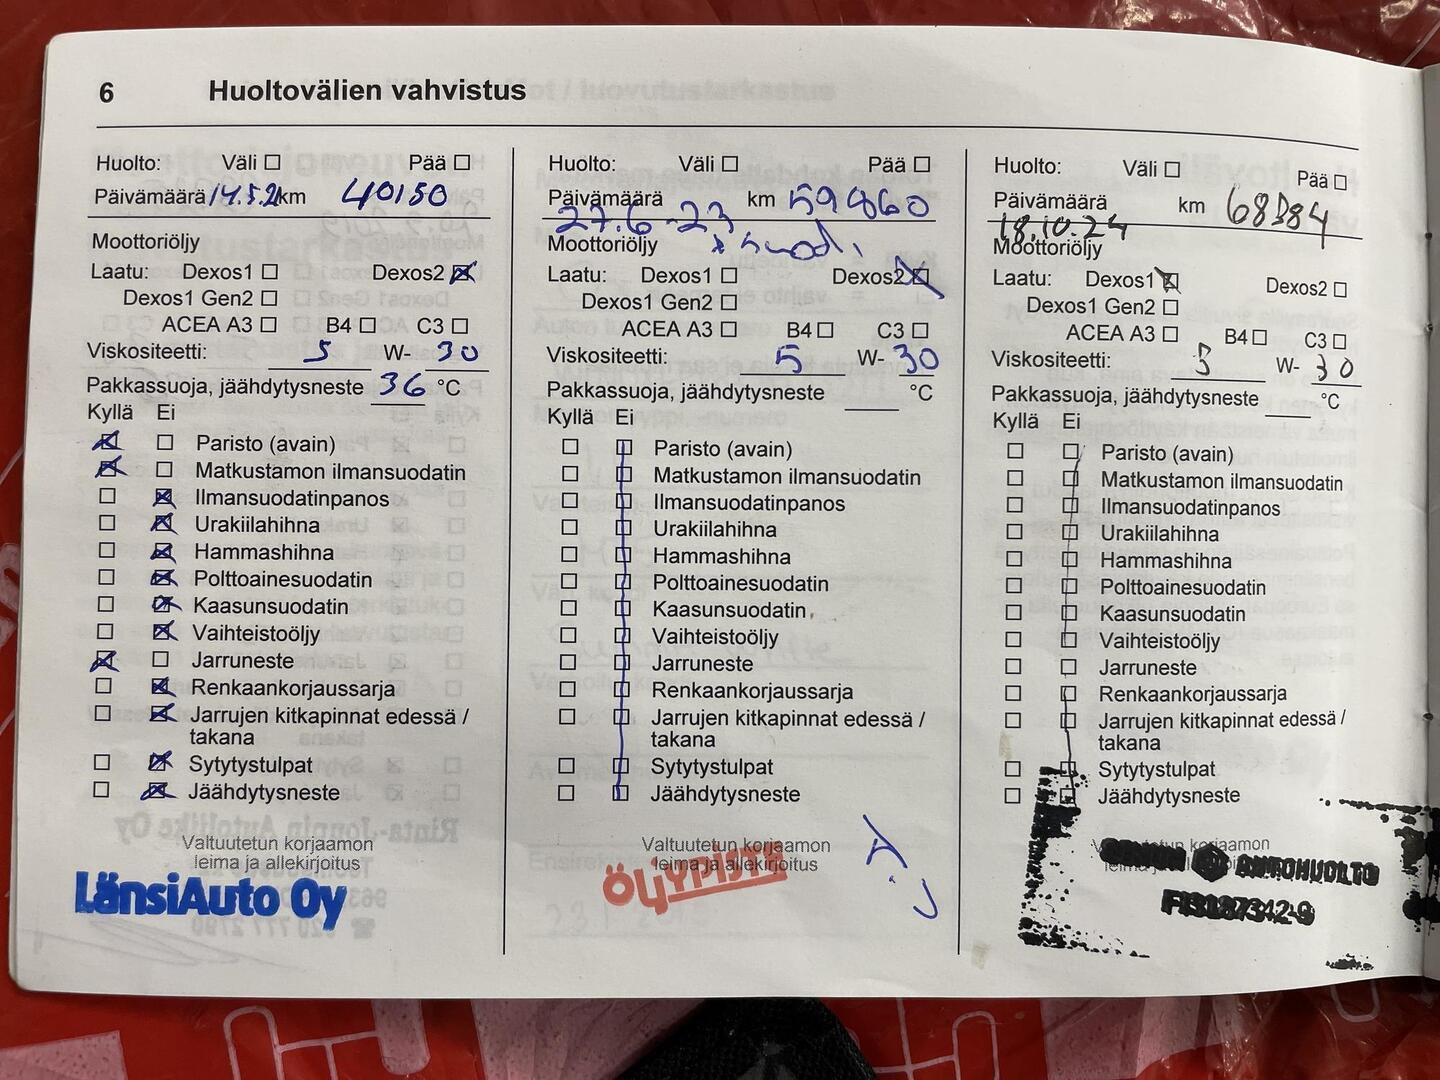 6 Huoltovälien vahvistus
Huolto: Väli Pää
Päivämäärä 14.5.21 km 40150
Moottoriöljy
Laatu: Dexos1 Dexos2
Dexos1 Gen2
ACEA A3 B4 C3
Viskositeetti: 5 W- 30
Pakkassuoja, jäähdytysneste 36 °C
Kyllä Ei
Paristo (avain)
Matkustamon ilmansuodatin
Ilmansuodatinpanos
Urakiilahihna
Hammashihna
Polttoainesuodatin
Kaasunsuodatin
Vaihteistoöljy
Jarruneste
Renkaankorjaussarja
Jarrujen kitkapinnat edessä /
takana
Sytytystulpat
Jäähdytysneste
Valtuutetun korjaamon
leima ja allekirjoitus
LänsiAuto Oy
Huolto: Väli Pää
Päivämäärä km 59860
27.6-23
Moottoriöljy
Laatu: Dexos1 Dexos2
Dexos1 Gen2
ACEA A3 B4 C3
Viskositeetti: 5 W- 30
Pakkassuoja, jäähdytysneste °C
Kyllä Ei
Paristo (avain)
Matkustamon ilmansuodatin
Ilmansuodatinpanos
Urakiilahihna
Hammashihna
Polttoainesuodatin
Kaasunsuodatin
Vaihteistoöljy
Jarruneste
Renkaankorjaussarja
Jarrujen kitkapinnat edessä /
takana
Sytytystulpat
Jäähdytysneste
Valtuutetun korjaamon
leima ja allekirjoitus
ÖLJYPISTE
Huolto: Väli Pää
Päivämäärä km 68384
18.10.24
Moottoriöljy
Laatu: Dexos1 Dexos2
Dexos1 Gen2
ACEA A3 B4 C3
Viskositeetti: 5 W- 30
Pakkassuoja, jäähdytysneste °C
Kyllä Ei
Paristo (avain)
Matkustamon ilmansuodatin
Ilmansuodatinpanos
Urakiilahihna
Hammashihna
Polttoainesuodatin
Kaasunsuodatin
Vaihteistoöljy
Jarruneste
Renkaankorjaussarja
Jarrujen kitkapinnat edessä /
takana
Sytytystulpat
Jäähdytysneste
Valtuutetun korjaamon
leima ja
AUTOHUOLTO